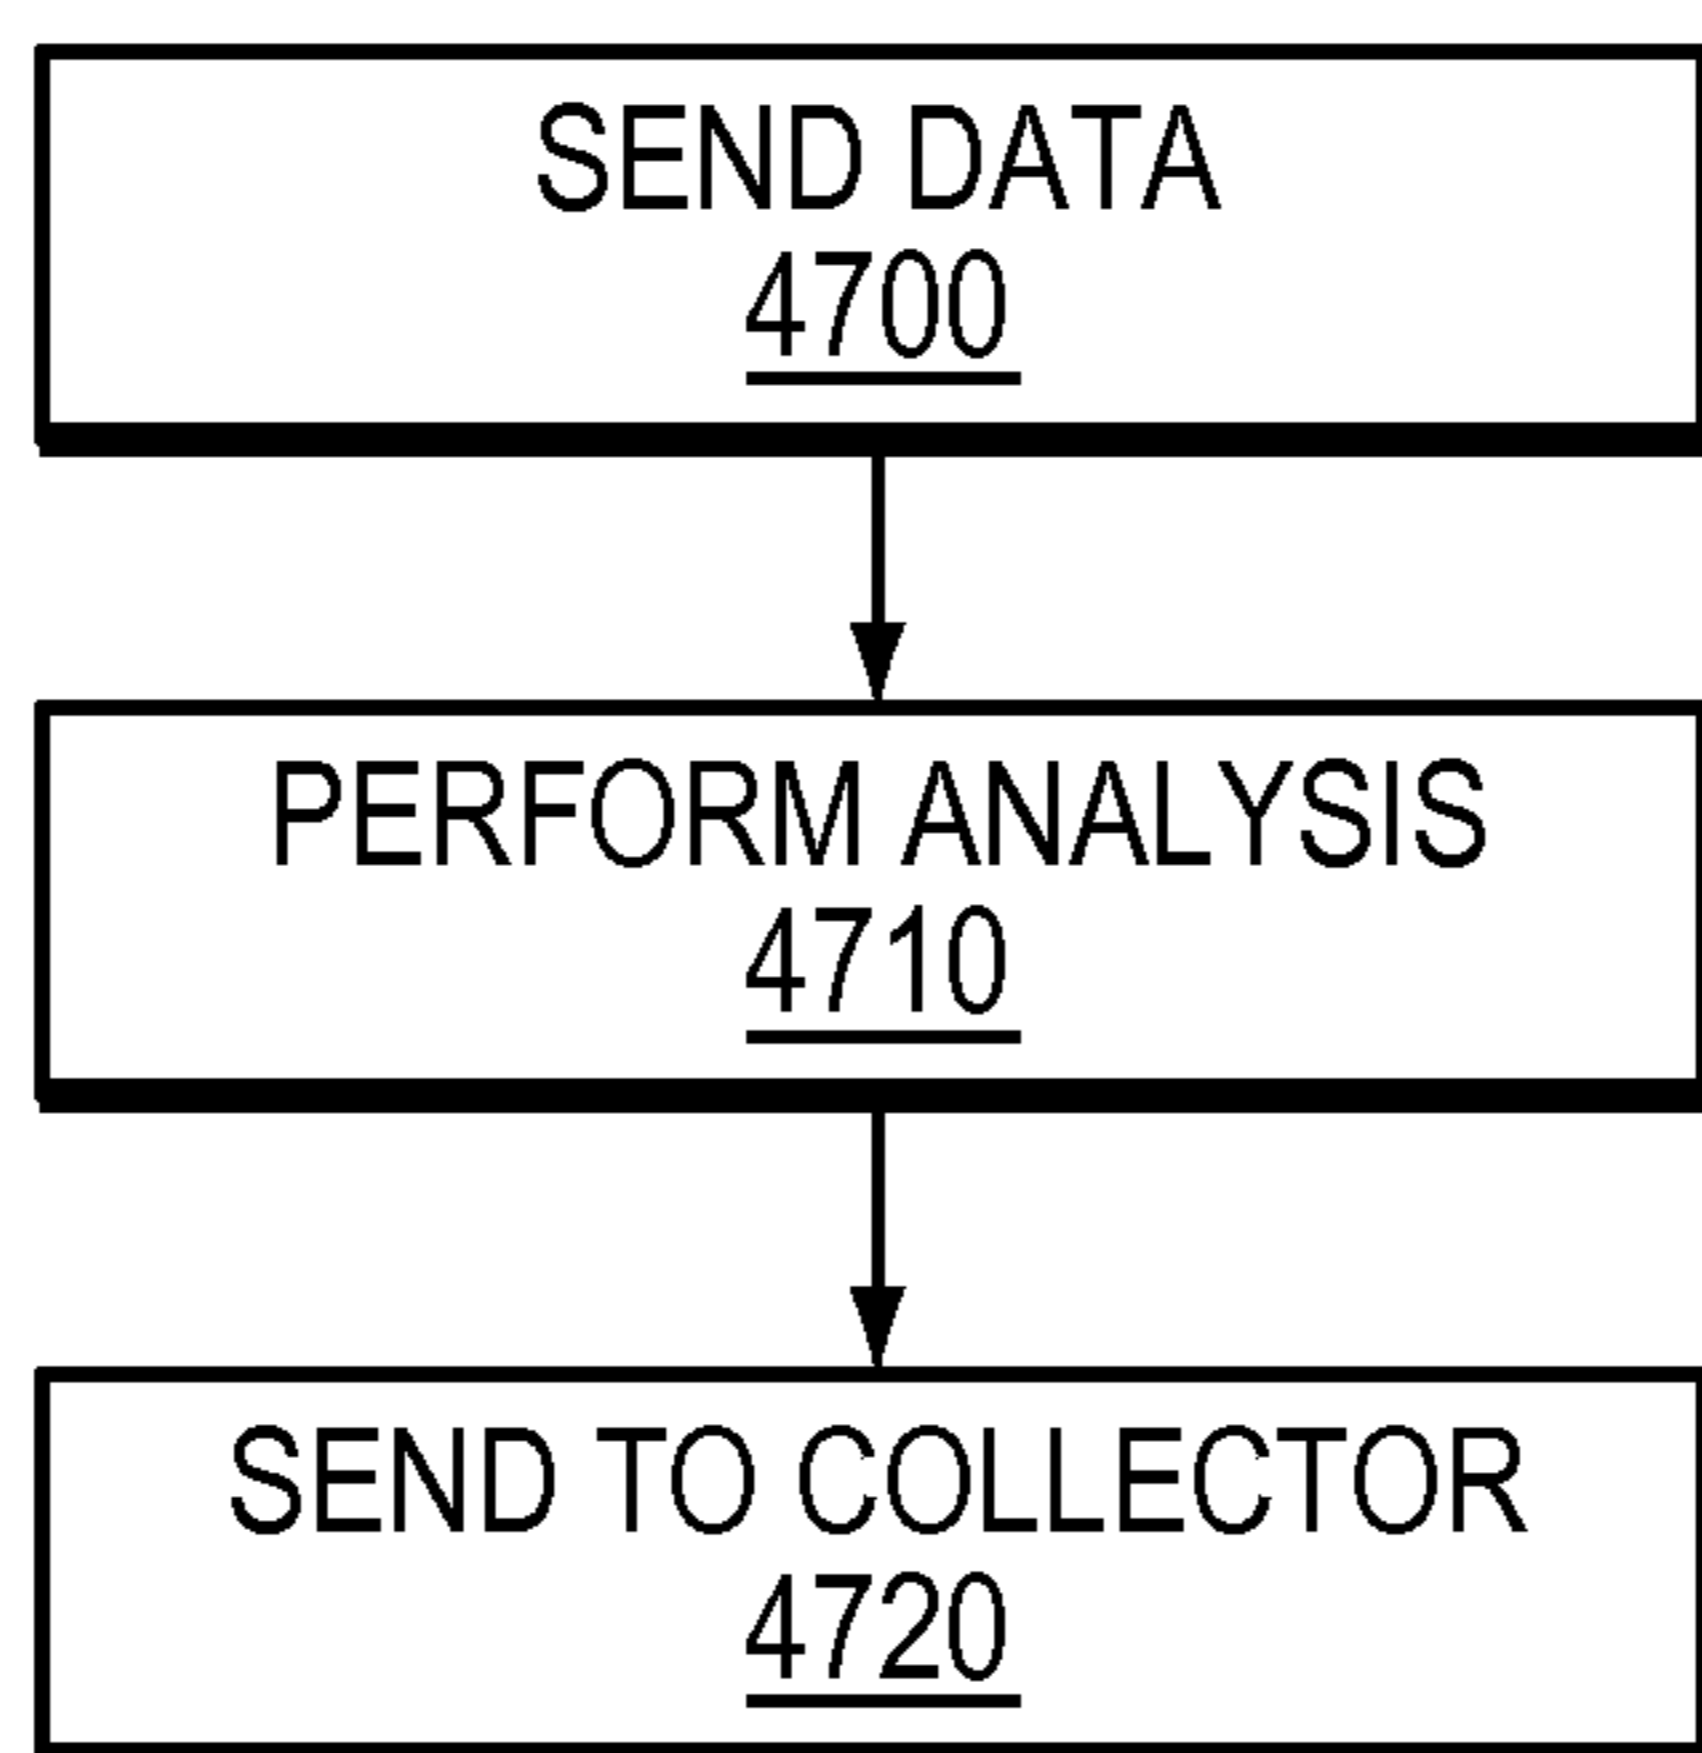 SEND DATA
4700
PERFORM ANALYSIS
4710
SEND TO COLLECTOR
4720